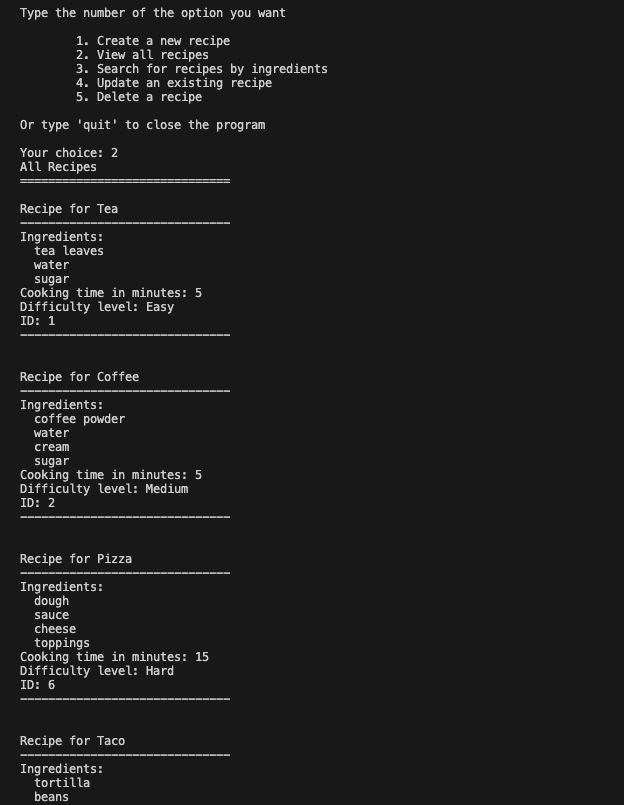 Type the number of the option you want
1. Create a new recipe
2. View all recipes
3. Search for recipes by ingredients
4. Update an existing recipe
5. Delete a recipe
Or type 'quit' to close the program
Your choice: 2
All Recipes
==============================
Recipe for Tea
------------------------------
Ingredients:
tea leaves
water
sugar
Cooking time in minutes: 5
Difficulty level: Easy
ID: 1
------------------------------
Recipe for Coffee
------------------------------
Ingredients:
coffee powder
water
cream
sugar
Cooking time in minutes: 5
Difficulty level: Medium
ID: 2
------------------------------
Recipe for Pizza
------------------------------
Ingredients:
dough
sauce
cheese
toppings
Cooking time in minutes: 15
Difficulty level: Hard
ID: 6
------------------------------
Recipe for Taco
------------------------------
Ingredients:
tortilla
beans